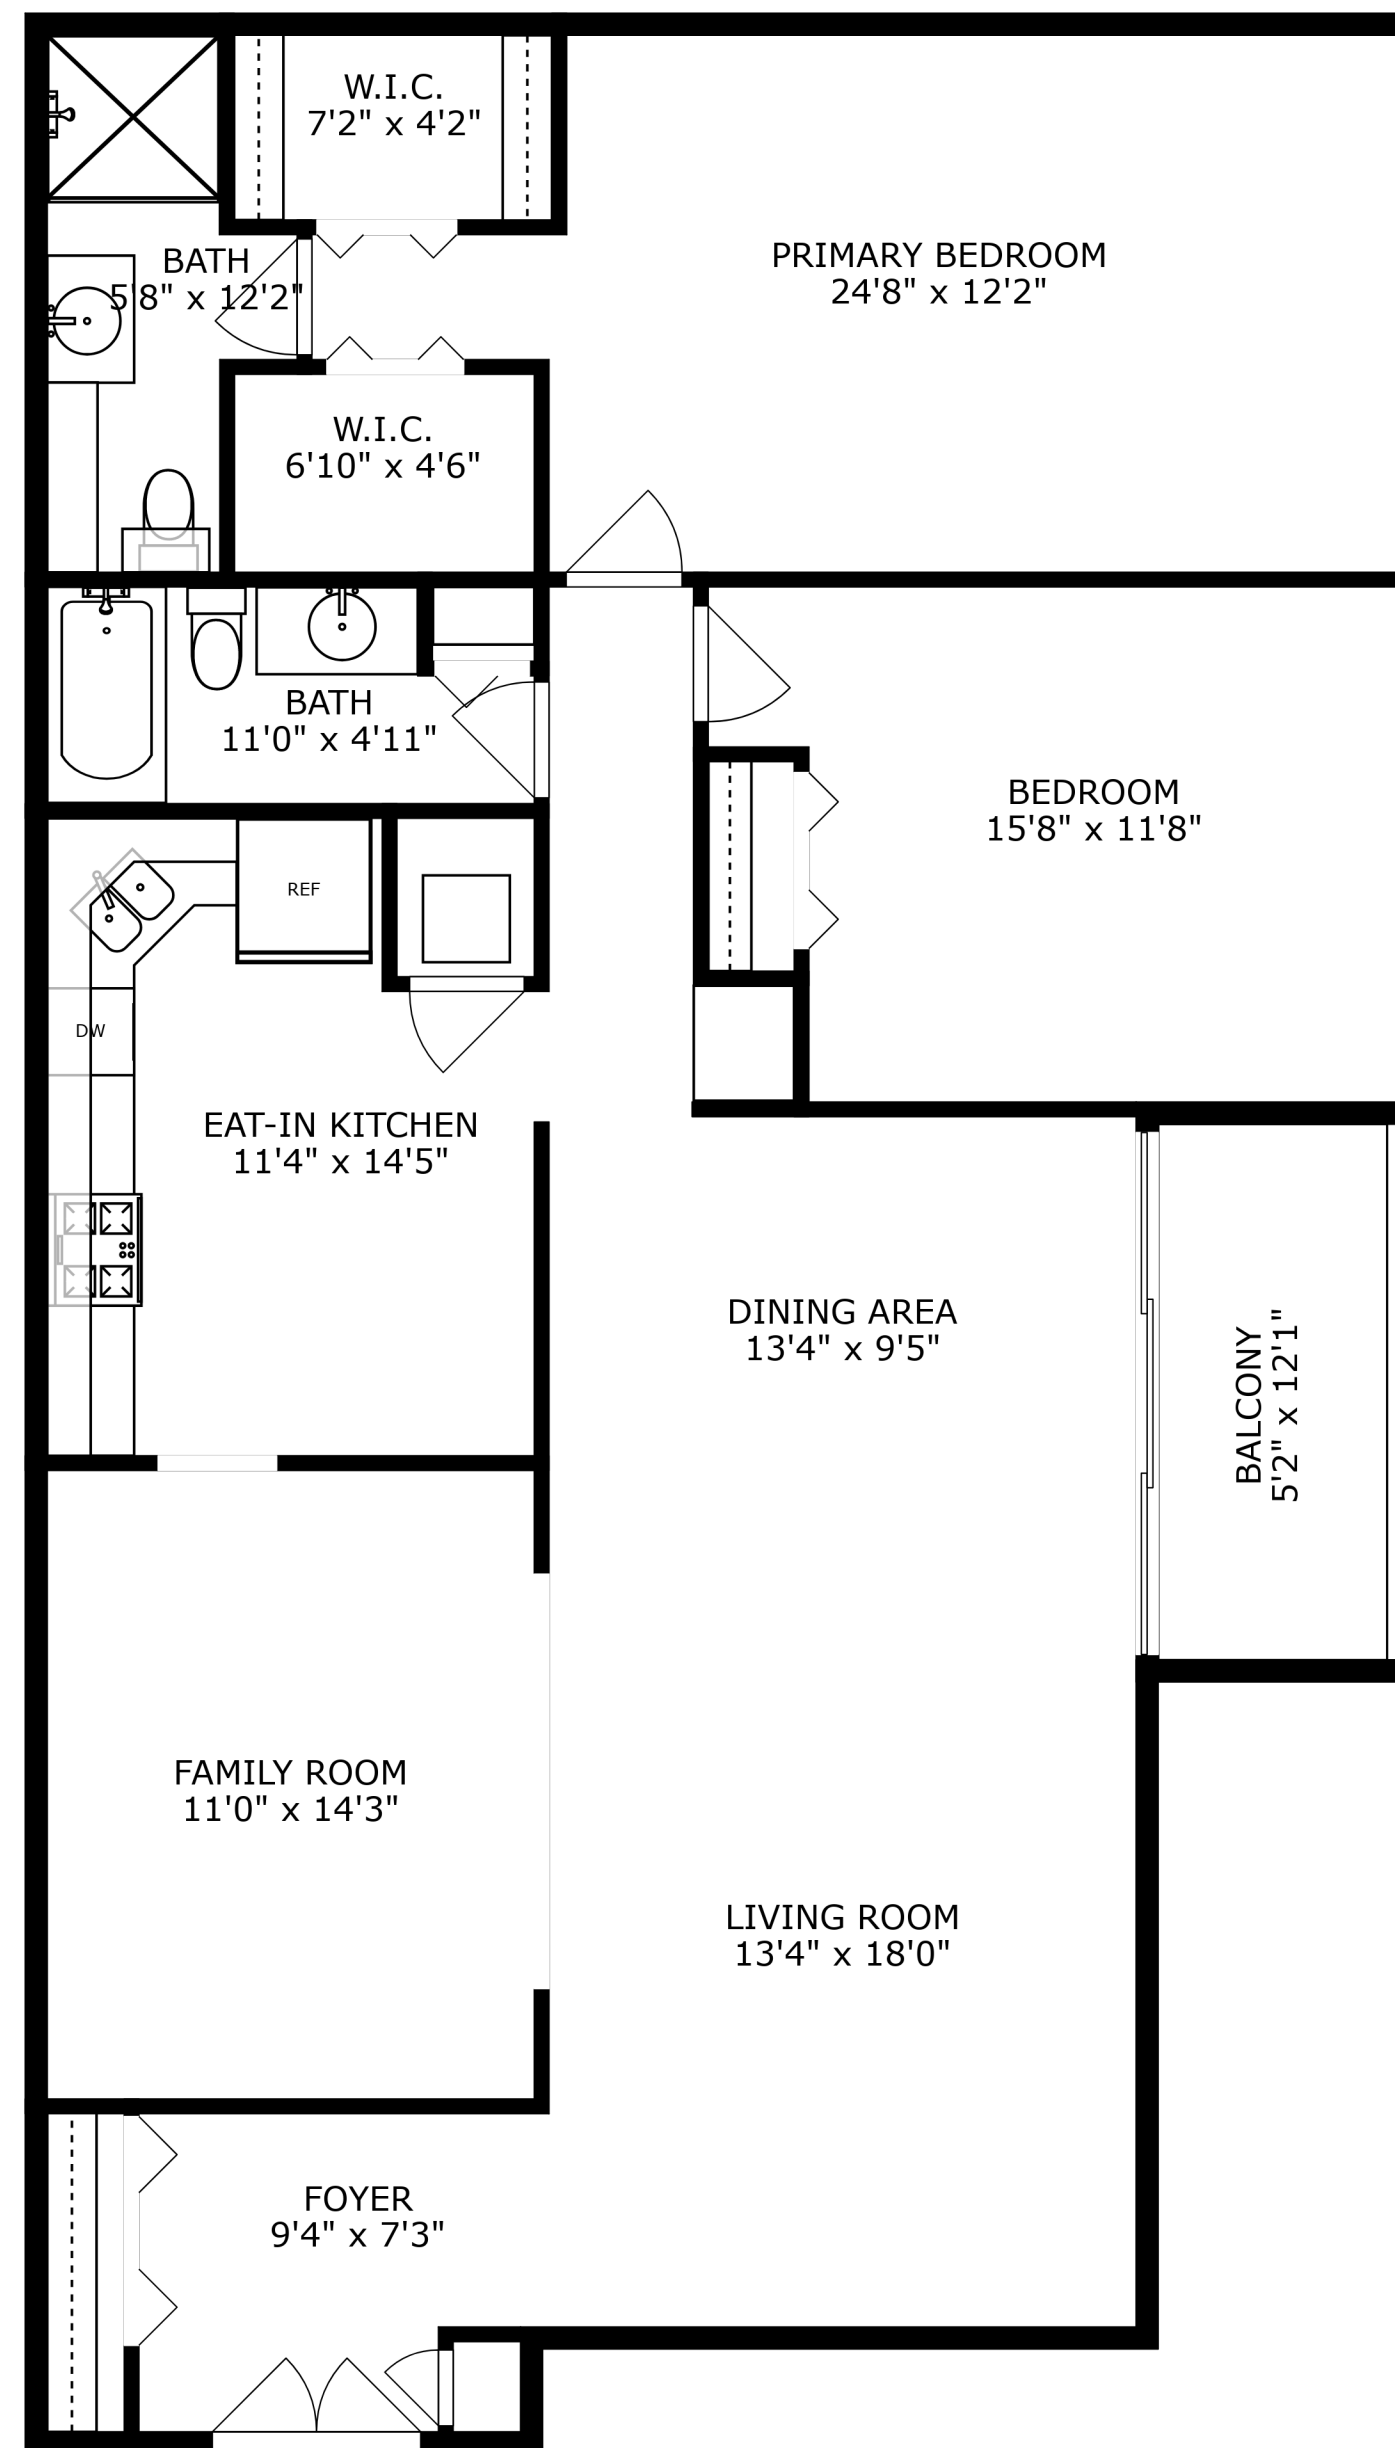 W.I.C.
7'2" x 4'2"
PRIMARY BEDROOM
24'8" x 12'2"
BATH
5'8" x 12'2"
W.I.C.
6'10" x 4'6"
BATH
11'0" x 4'11"
BEDROOM
15'8" x 11'8"
REF
DW
EAT-IN KITCHEN
11'4" x 14'5"
DINING AREA
13'4" x 9'5"
BALCONY
5'2" x 12'1"
FAMILY ROOM
11'0" x 14'3"
LIVING ROOM
13'4" x 18'0"
FOYER
9'4" x 7'3"